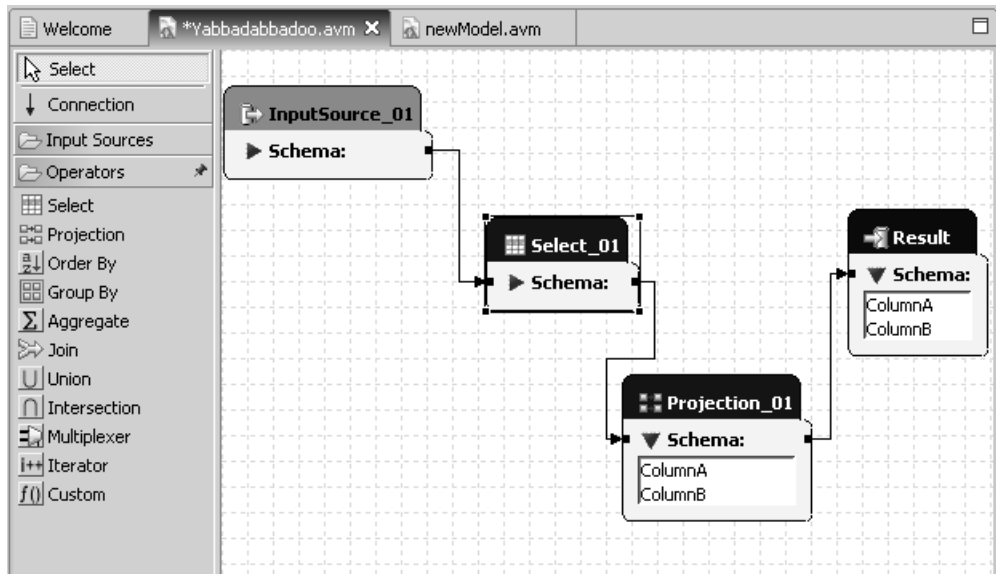 Welcome
*Yabbadabbadoo.avm
newModel.avm
Select
Connection
Input Sources
Operators
Select
Projection
Order By
Group By
Aggregate
Join
Union
Intersection
Multiplexer
i++ Iterator
f() Custom
InputSource_01
Schema:
Select_01
Schema:
Projection_01
Schema:
ColumnA
ColumnB
Result
Schema:
ColumnA
ColumnB